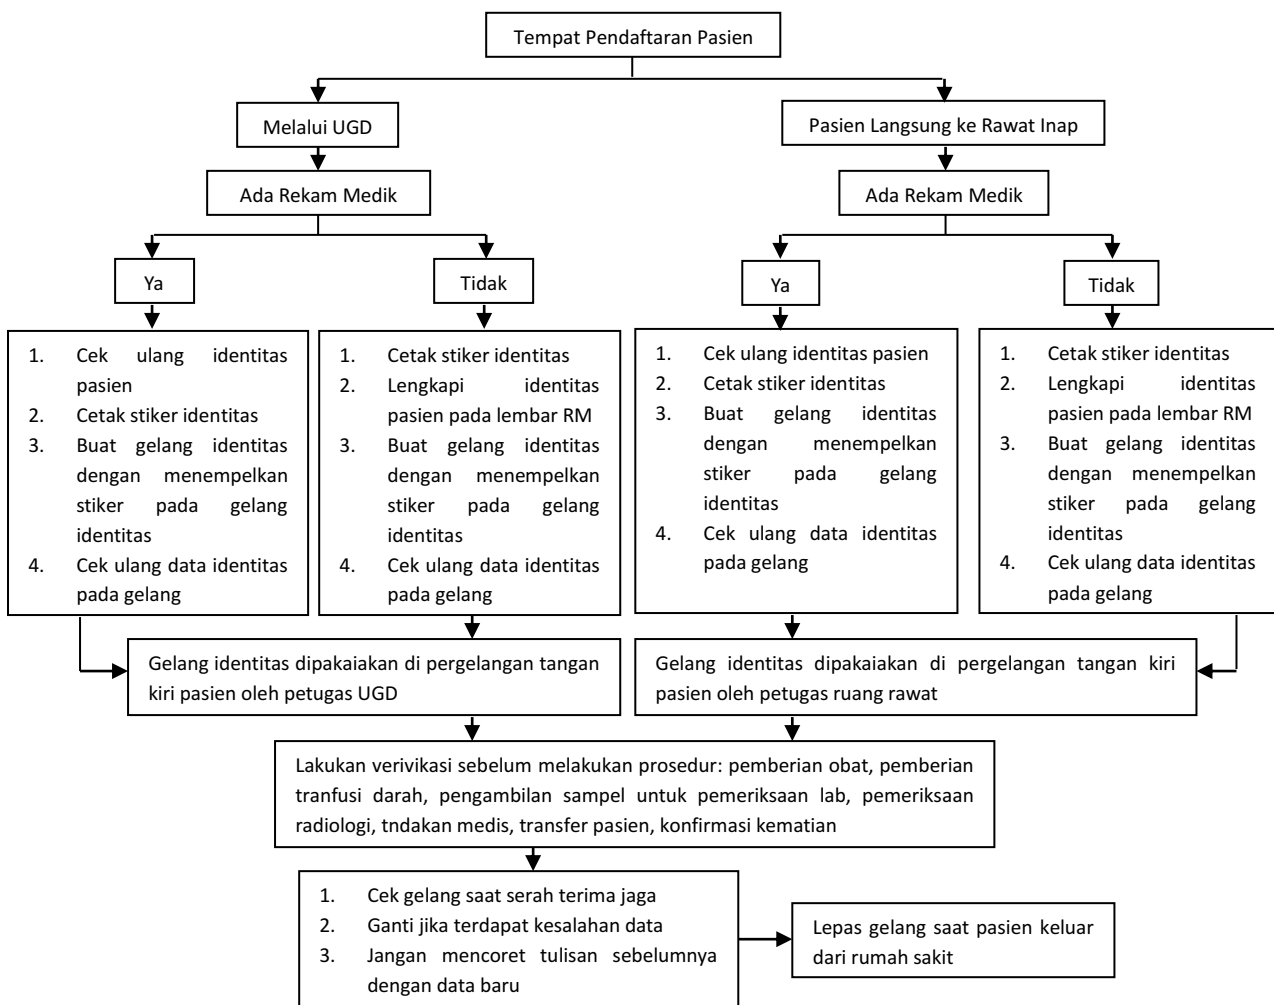 Tempat Pendaftaran Pasien
Melalui UGD
Pasien Langsung ke Rawat Inap
Ada Rekam Medik
Ada Rekam Medik
Ya
Tidak
Ya
Tidak
1. Cek ulang identitas
pasien
2. Cetak stiker identitas
3. Buat gelang identitas
dengan menempelkan
stiker pada gelang
identitas
4. Cek ulang data identitas
pada gelang
1. Cetak stiker identitas
2. Lengkapi identitas
pasien pada lembar RM
3. Buat gelang identitas
dengan menempelkan
stiker pada gelang
identitas
4. Cek ulang data identitas
pada gelang
1. Cek ulang identitas pasien
2. Cetak stiker identitas
3. Buat gelang identitas
dengan menempelkan
stiker pada gelang
identitas
4. Cek ulang data identitas
pada gelang
1. Cetak stiker identitas
2. Lengkapi identitas
pasien pada lembar RM
3. Buat gelang identitas
dengan menempelkan
stiker pada gelang
identitas
4. Cek ulang data identitas
pada gelang
Gelang identitas dipakaiakan di pergelangan tangan
kiri pasien oleh petugas UGD
Gelang identitas dipakaiakan di pergelangan tangan kiri
pasien oleh petugas ruang rawat
Lakukan verivikasi sebelum melakukan prosedur: pemberian obat, pemberian
tranfusi darah, pengambilan sampel untuk pemeriksaan lab, pemeriksaan
radiologi, tndakan medis, transfer pasien, konfirmasi kematian
1. Cek gelang saat serah terima jaga
2. Ganti jika terdapat kesalahan data
3. Jangan mencoret tulisan sebelumnya
dengan data baru
Lepas gelang saat pasien keluar
dari rumah sakit